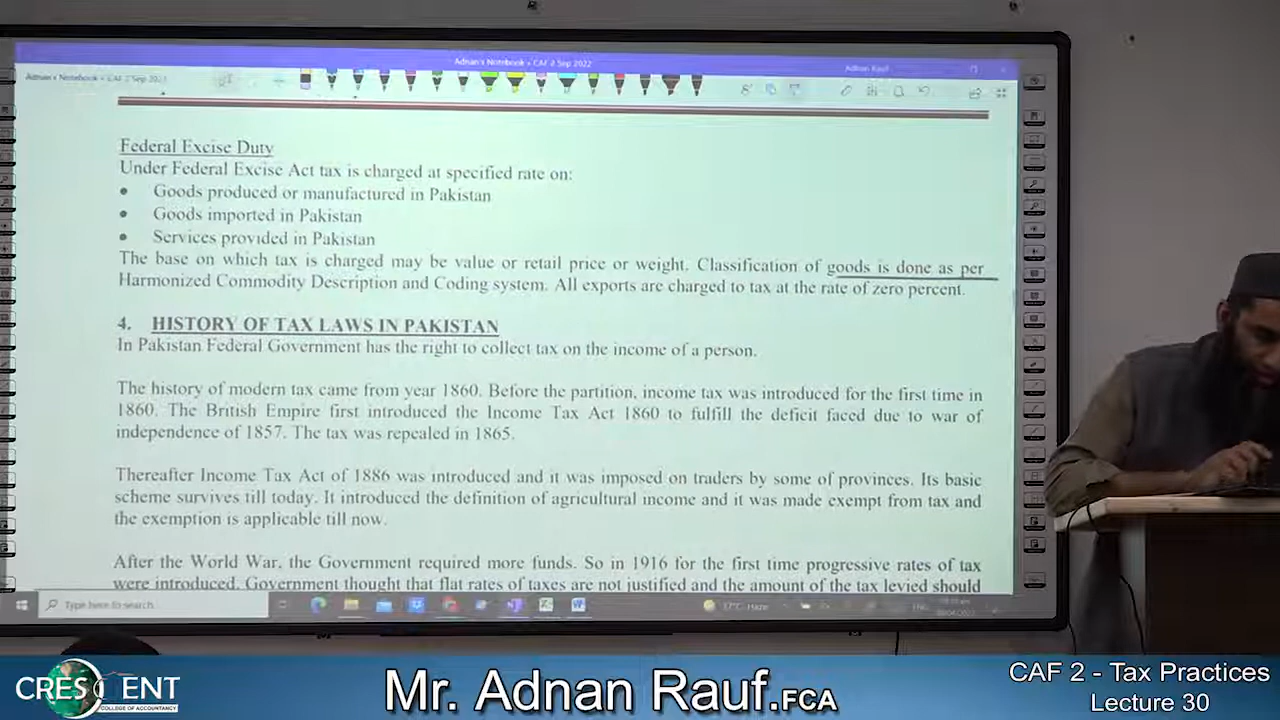 Adnan's Notebook • CAF 2 Sep 2022
Adnan Rauf
Adnan's Notebook • CAF 2 Sep 2022
Federal Excise Duty
Under Federal Excise Act tax is charged at specified rate on:
• Goods produced or manufactured in Pakistan
• Goods imported in Pakistan
• Services provided in Pakistan
The base on which tax is charged may be value or retail price or weight. Classification of goods is done as per
Harmonized Commodity Description and Coding system. All exports are charged to tax at the rate of zero percent.
4. HISTORY OF TAX LAWS IN PAKISTAN
In Pakistan Federal Government has the right to collect tax on the income of a person.
The history of modern tax came from year 1860. Before the partition, income tax was introduced for the first time in
1860. The British Empire first introduced the Income Tax Act 1860 to fulfill the deficit faced due to war of
independence of 1857. The tax was repealed in 1865.
Thereafter Income Tax Act of 1886 was introduced and it was imposed on traders by some of provinces. Its basic
scheme survives till today. It introduced the definition of agricultural income and it was made exempt from tax and
the exemption is applicable till now.
After the World War, the Government required more funds. So in 1916 for the first time progressive rates of tax
were introduced. Government thought that flat rates of taxes are not justified and the amount of the tax levied should
Type here to search
17°C Haze
ENG
CRESCENT
COLLEGE OF ACCOUNTANCY
Mr. Adnan Rauf.FCA
CAF 2 - Tax Practices
Lecture 30